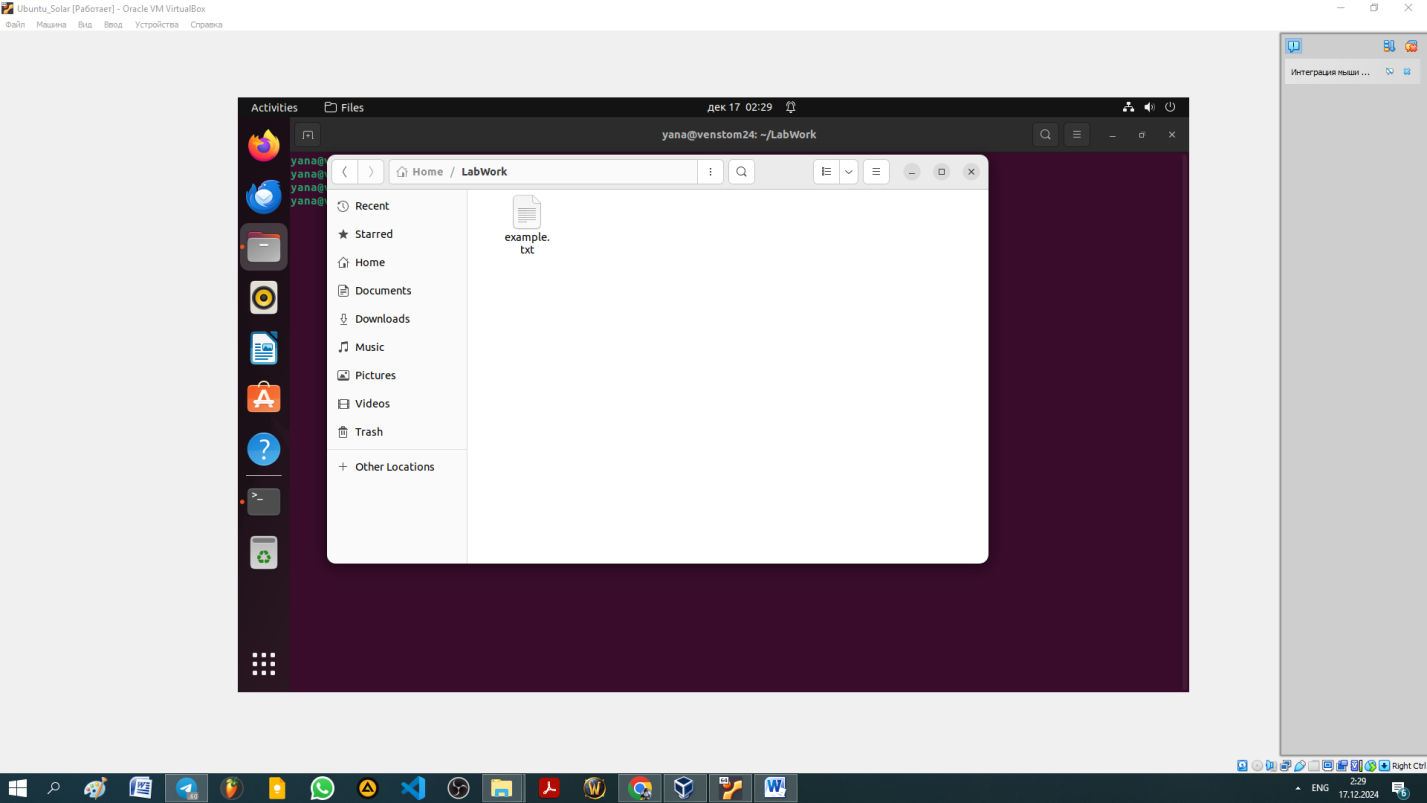 Ubuntu_Solar [Работает] - Oracle VM VirtualBox
Файл Машина Вид Ввод Устройства Справка
Интеграция мыши ...
Activities Files дек 17 02:29
yana@venstom24: ~/LabWork
yana@
yana@
yana@
yana@
Home / LabWork
Recent
Starred
Home
Documents
Downloads
Music
Pictures
Videos
Trash
Other Locations
example.
txt
Right Ctrl
ENG
2:29
17.12.2024